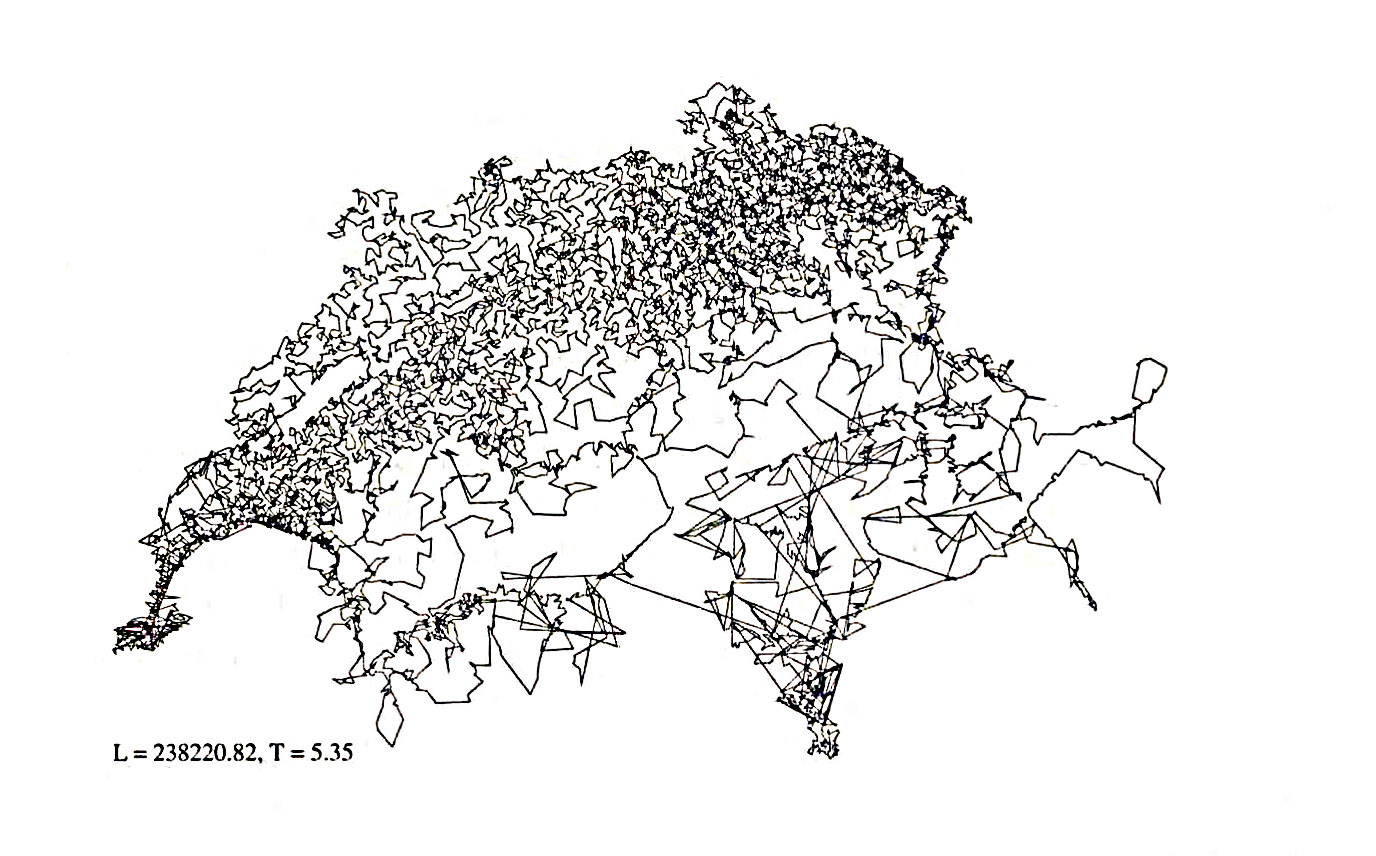 L = 238220.82, T = 5.35